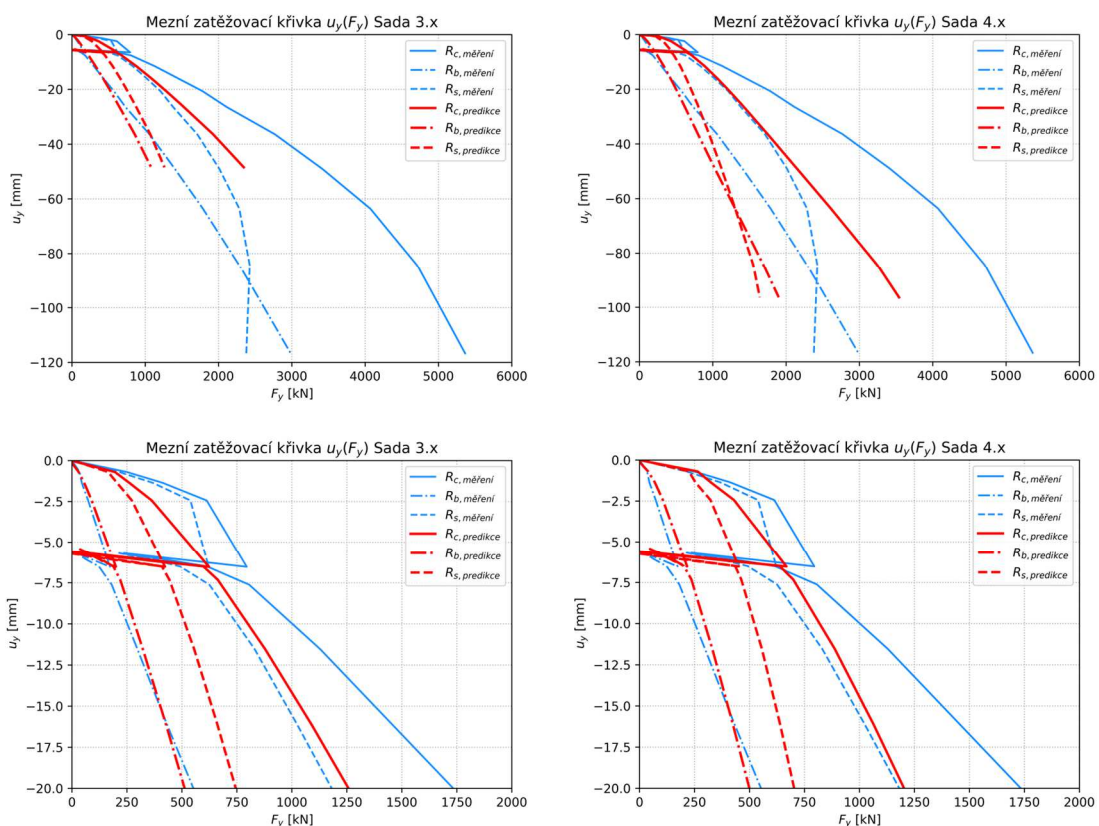 Mezní zatěžovací křivka u_y(F_y) Sada 3.x
0
−20
−40
−60
−80
−100
−120
u_y [mm]
0 1000 2000 3000 4000 5000 6000
F_y [kN]
R_c,měření
R_b,měření
R_s,měření
R_c,predikce
R_b,predikce
R_s,predikce
Mezní zatěžovací křivka u_y(F_y) Sada 4.x
0
−20
−40
−60
−80
−100
−120
u_y [mm]
0 1000 2000 3000 4000 5000 6000
F_y [kN]
R_c,měření
R_b,měření
R_s,měření
R_c,predikce
R_b,predikce
R_s,predikce
Mezní zatěžovací křivka u_y(F_y) Sada 3.x
0.0
−2.5
−5.0
−7.5
−10.0
−12.5
−15.0
−17.5
−20.0
u_y [mm]
0 250 500 750 1000 1250 1500 1750 2000
F_y [kN]
R_c,měření
R_b,měření
R_s,měření
R_c,predikce
R_b,predikce
R_s,predikce
Mezní zatěžovací křivka u_y(F_y) Sada 4.x
0.0
−2.5
−5.0
−7.5
−10.0
−12.5
−15.0
−17.5
−20.0
u_y [mm]
0 250 500 750 1000 1250 1500 1750 2000
F_y [kN]
R_c,měření
R_b,měření
R_s,měření
R_c,predikce
R_b,predikce
R_s,predikce